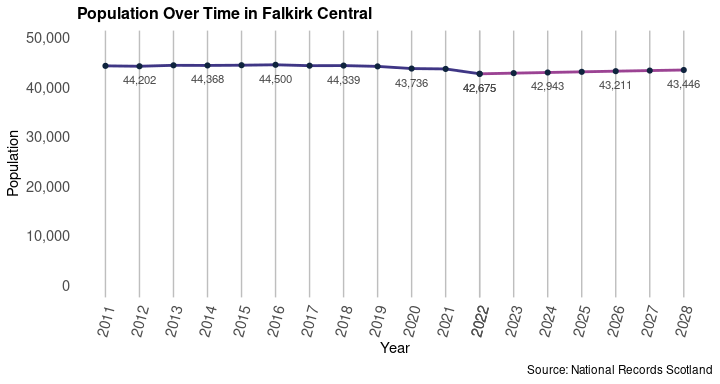 Population Over Time in Falkirk Central
50,000
40,000
30,000
20,000
10,000
0
Population
44,202 44,368 44,500 44,339 43,736 42,675 42,943 43,211 43,446
2011 2012 2013 2014 2015 2016 2017 2018 2019 2020 2021 2022 2023 2024 2025 2026 2027 2028
Year
Source: National Records Scotland